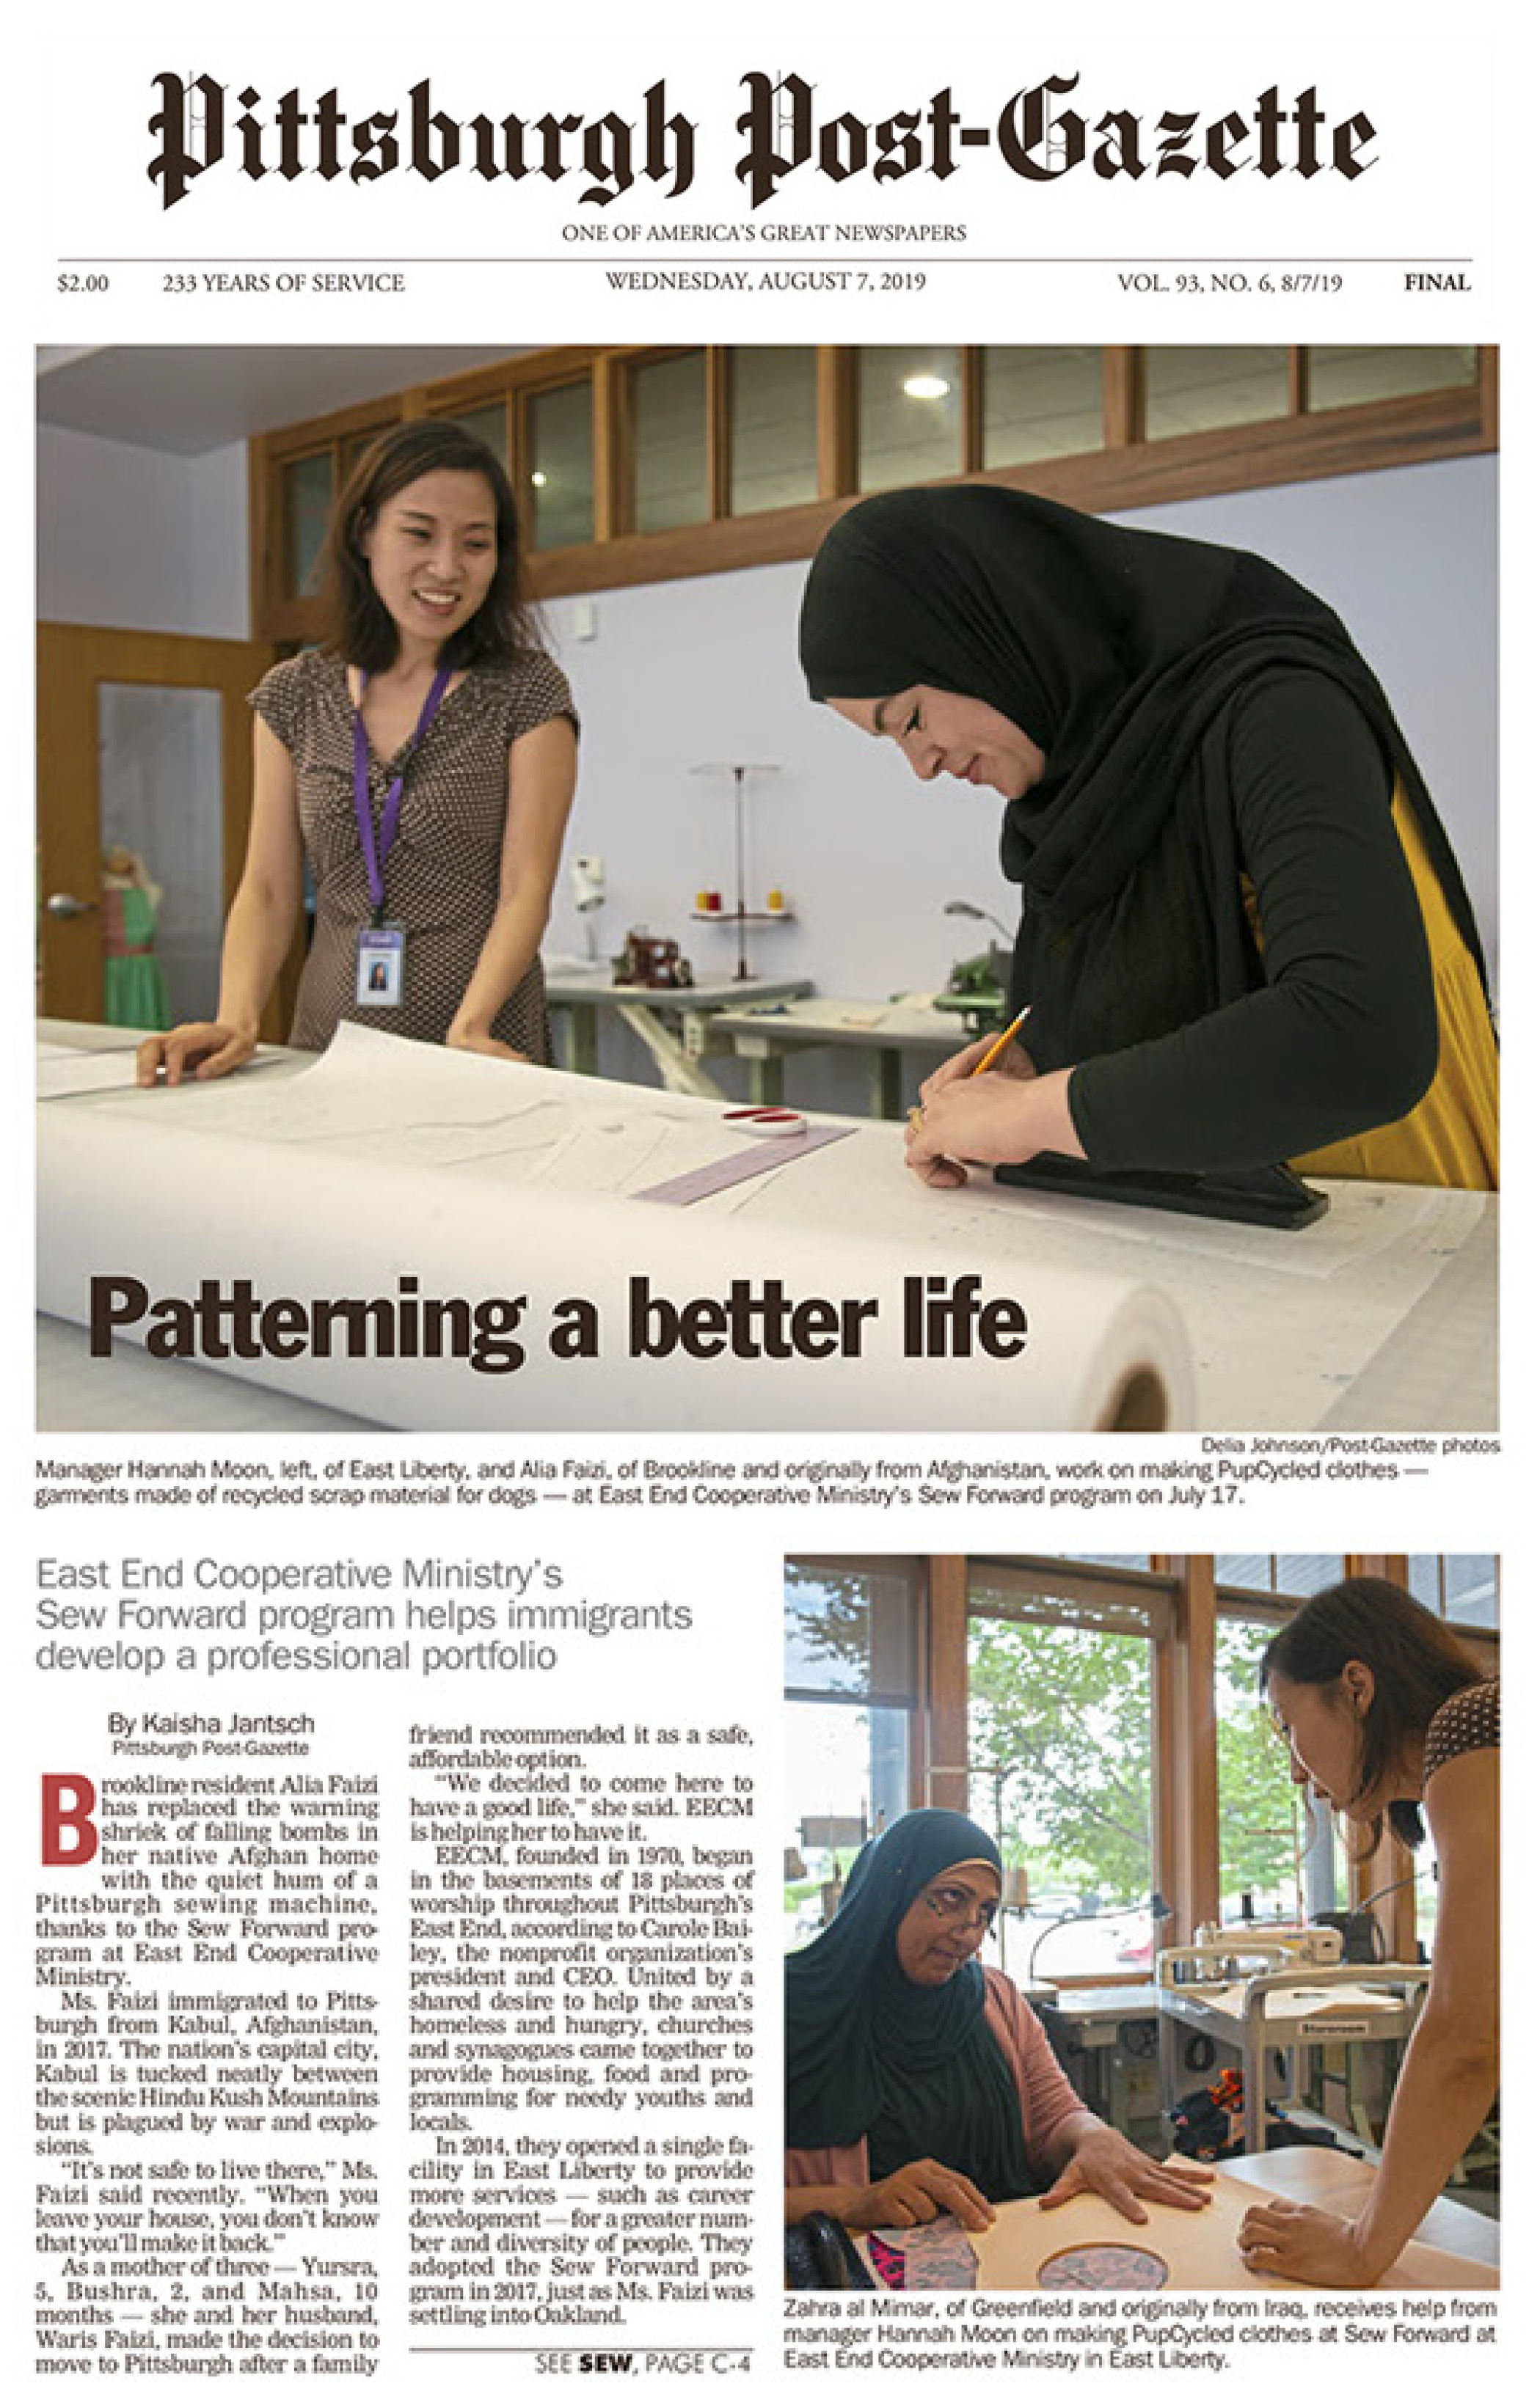 Pittsburgh Post-Gazette
ONE OF AMERICA'S GREAT NEWSPAPERS
$2.00 233 YEARS OF SERVICE WEDNESDAY, AUGUST 7, 2019 VOL. 93, NO. 6, 8/7/19 FINAL
Patterning a better life
Delia Johnson/Post-Gazette photos
Manager Hannah Moon, left, of East Liberty, and Alia Faizi, of Brookline and originally from Afghanistan, work on making PupCycled clothes —
garments made of recycled scrap material for dogs — at East End Cooperative Ministry's Sew Forward program on July 17.
East End Cooperative Ministry's
Sew Forward program helps immigrants
develop a professional portfolio
By Kaisha Jantsch
Pittsburgh Post-Gazette
Brookline resident Alia Faizi
has replaced the warning
shriek of falling bombs in
her native Afghan home
with the quiet hum of a
Pittsburgh sewing machine,
thanks to the Sew Forward pro-
gram at East End Cooperative
Ministry.
Ms. Faizi immigrated to Pitts-
burgh from Kabul, Afghanistan,
in 2017. The nation's capital city,
Kabul is tucked neatly between
the scenic Hindu Kush Mountains
but is plagued by war and explo-
sions.
"It's not safe to live there," Ms.
Faizi said recently. "When you
leave your house, you don't know
that you'll make it back."
As a mother of three — Yursra,
5, Bushra, 2, and Mahsa, 10
months — she and her husband,
Waris Faizi, made the decision to
move to Pittsburgh after a family
friend recommended it as a safe,
affordable option.
"We decided to come here to
have a good life," she said. EECM
is helping her to have it.
EECM, founded in 1970, began
in the basements of 18 places of
worship throughout Pittsburgh's
East End, according to Carole Bai-
ley, the nonprofit organization's
president and CEO. United by a
shared desire to help the area's
homeless and hungry, churches
and synagogues came together to
provide housing, food and pro-
gramming for needy youths and
locals.
In 2014, they opened a single fa-
cility in East Liberty to provide
more services — such as career
development — for a greater num-
ber and diversity of people. They
adopted the Sew Forward pro-
gram in 2017, just as Ms. Faizi was
settling into Oakland.
SEE SEW, PAGE C-4
Storeroom
Zahra al Mimar, of Greenfield and originally from Iraq, receives help from
manager Hannah Moon on making PupCycled clothes at Sew Forward at
East End Cooperative Ministry in East Liberty.